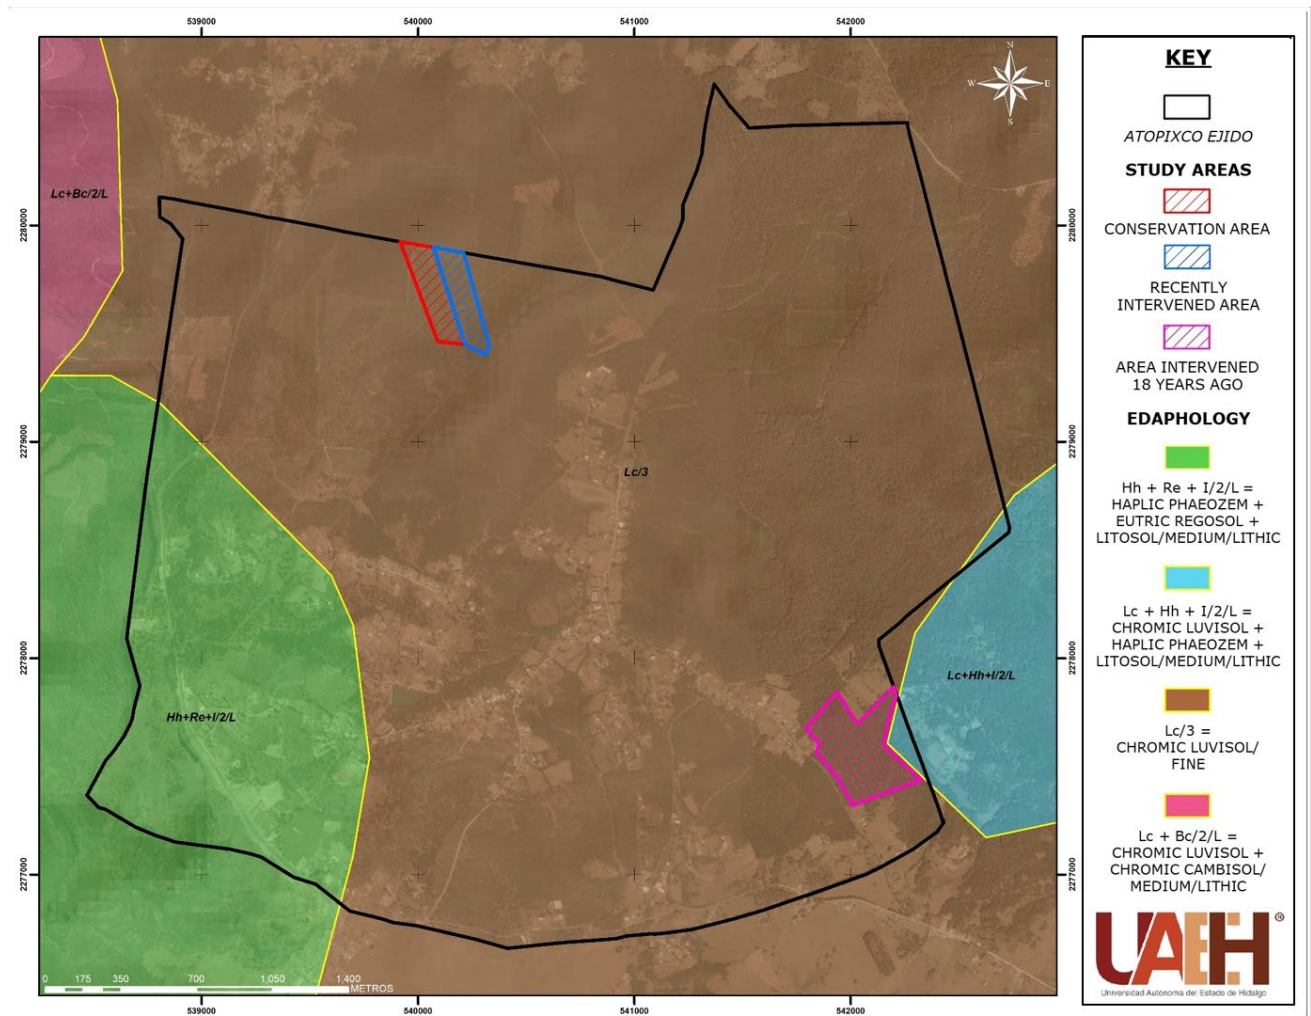 539000
540000
541000
542000
N
W
E
S
2280000
2279000
2278000
2277000
2280000
2279000
2278000
2277000
Lc+Bc/2/L
Lc/3
Hh+Re+I/2/L
Lc+Hh+I/2/L
0 175 350 700 1,050 1,400
METROS
539000
540000
541000
542000
KEY
ATOPIXCO EJIDO
STUDY AREAS
CONSERVATION AREA
RECENTLY
INTERVENED AREA
AREA INTERVENED
18 YEARS AGO
EDAPHOLOGY
Hh + Re + I/2/L =
HAPLIC PHAEOZEM +
EUTRIC REGOSOL +
LITOSOL/MEDIUM/LITHIC
Lc + Hh + I/2/L =
CHROMIC LUVISOL +
HAPLIC PHAEOZEM +
LITOSOL/MEDIUM/LITHIC
Lc/3 =
CHROMIC LUVISOL/
FINE
Lc + Bc/2/L =
CHROMIC LUVISOL +
CHROMIC CAMBISOL/
MEDIUM/LITHIC
UAEH®
Universidad Autónoma del Estado de Hidalgo